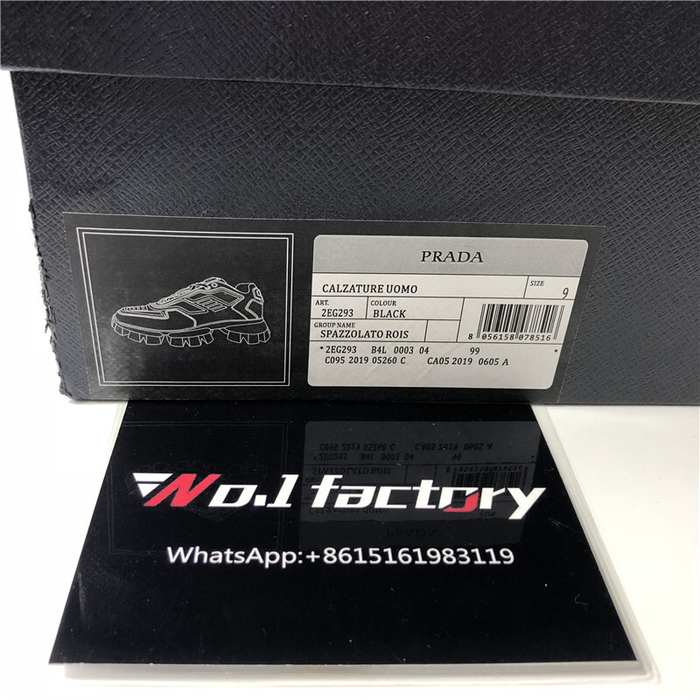 PRADA
CALZATURE UOMO
SIZE
9
ART.
COLOUR
2EG293
BLACK
GROUP NAME
SPAZZOLATO ROIS
8 056158 078516
*2EG293 B4L 0003 04 99
C095 2019 05260 C CA05 2019 0605 A
No.1 factory
WhatsApp:+8615161983119